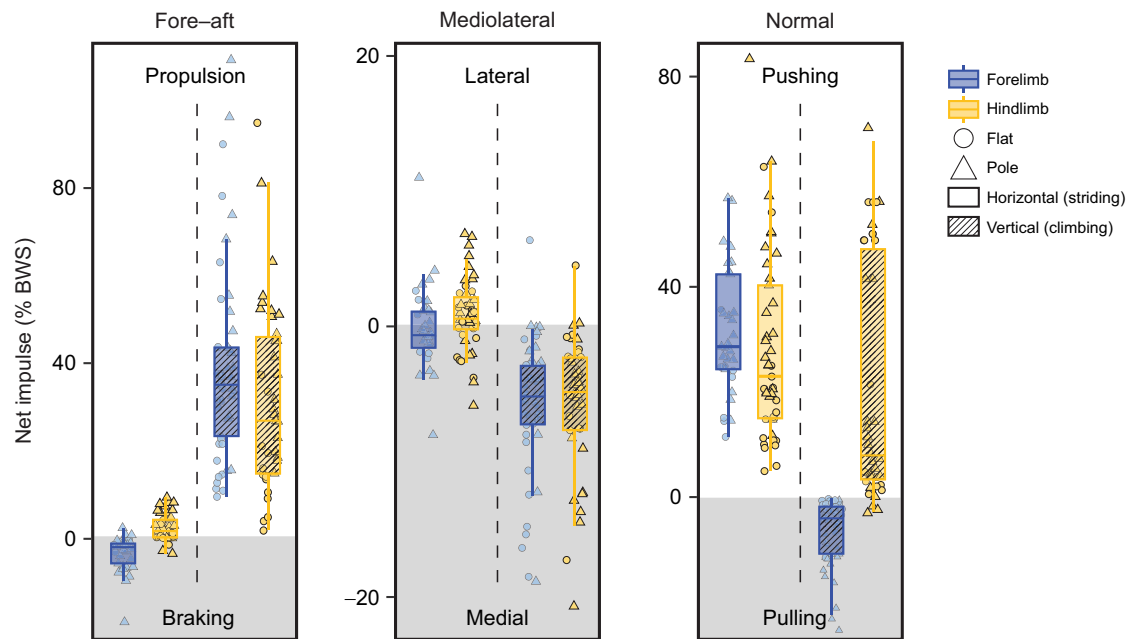 Fore–aft
Mediolateral
Normal
Net impulse (% BWS)
80
40
0
Propulsion
Braking
20
0
–20
Lateral
Medial
80
40
0
Pushing
Pulling
Forelimb
Hindlimb
Flat
Pole
Horizontal (striding)
Vertical (climbing)